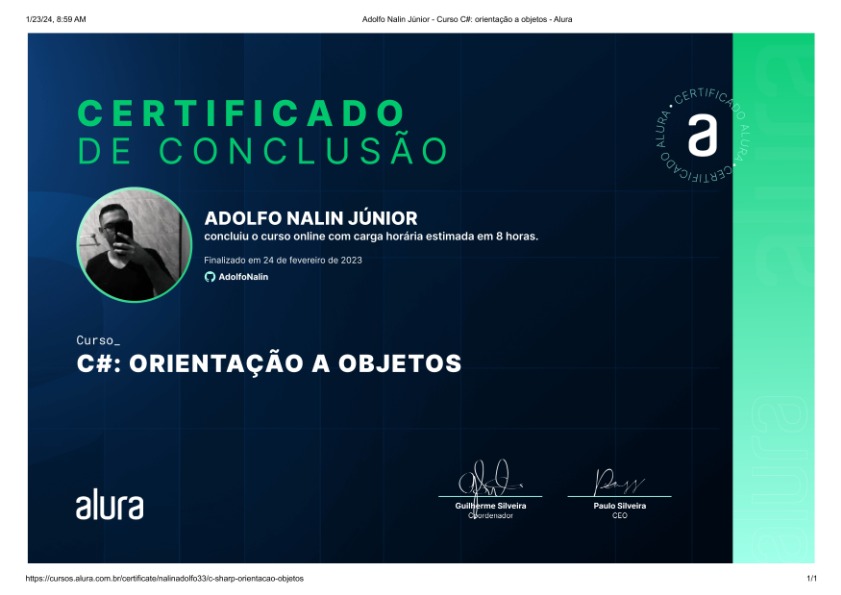 1/23/24, 8:59 AM
Adolfo Nalin Júnior - Curso C#: orientação a objetos - Alura
CERTIFICADO
DE CONCLUSÃO
CERTIFICADO ALURA • CERTIFICADO ALURA •
a
ADOLFO NALIN JÚNIOR
concluiu o curso online com carga horária estimada em 8 horas.
Finalizado em 24 de fevereiro de 2023
AdolfoNalin
Curso_
C#: ORIENTAÇÃO A OBJETOS
alura
Guilherme Silveira
Coordenador
Paulo Silveira
CEO
alura
alura
alura
https://cursos.alura.com.br/certificate/nalinadolfo33/c-sharp-orientacao-objetos
1/1